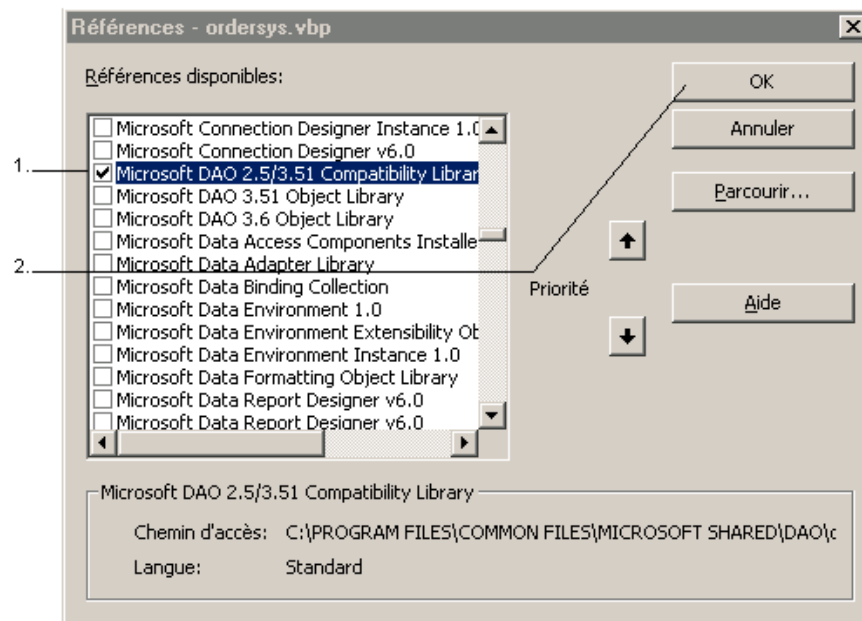 Références - ordersys.vbp
Références disponibles:
OK
Annuler
Parcourir...
Priorité
Aide
Microsoft Connection Designer Instance 1.0
Microsoft Connection Designer v6.0
1. Microsoft DAO 2.5/3.51 Compatibility Librar
Microsoft DAO 3.51 Object Library
Microsoft DAO 3.6 Object Library
Microsoft Data Access Components Installe
2. Microsoft Data Adapter Library
Microsoft Data Binding Collection
Microsoft Data Environment 1.0
Microsoft Data Environment Extensibility Ob
Microsoft Data Environment Instance 1.0
Microsoft Data Formatting Object Library
Microsoft Data Report Designer v6.0
Microsoft Data Report Designer v6.0
Microsoft DAO 2.5/3.51 Compatibility Library
Chemin d'accès: C:\PROGRAM FILES\COMMON FILES\MICROSOFT SHARED\DAO\
Langue: Standard